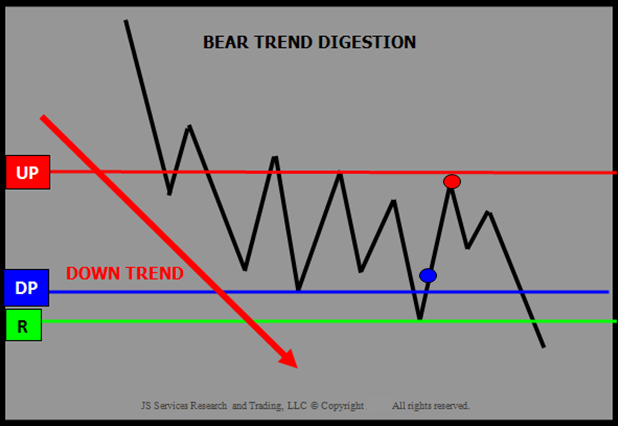 BEAR TREND DIGESTION
UP
DOWN TREND
DP
R
JS Services Research and Trading, LLC © Copyright All rights reserved.